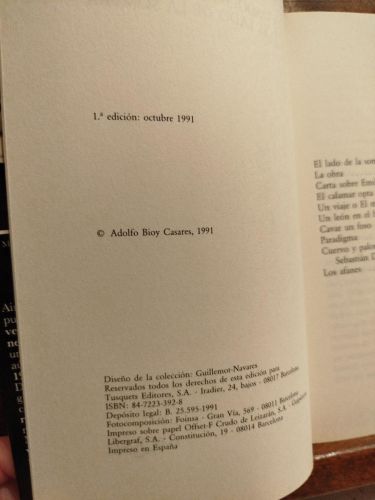 1.ª edición: octubre 1991
© Adolfo Bioy Casares, 1991
Diseño de la colección: Guillemot-Navares
Reservados todos los derechos de esta edición para
Tusquets Editores, S.A. - Iradier, 24, bajos - 08017 Barcelona
ISBN: 84-7223-392-8
Depósito legal: B. 25.595-1991
Fotocomposición: Foinsa - Gran Vía, 569 - 08011 Barcelona
Impreso sobre papel Offset-F Crudo de Leizarán, S.A. - Guipúzcoa
Libergraf, S.A. - Constitución, 19 - 08014 Barcelona
Impreso en España
El lado de la
La obra
Carta sobre
El calamar opta
Un viaje o El
Un león en el
Cavar un foso
Paradigma
Cuervo y
Sebastián
Los afanes